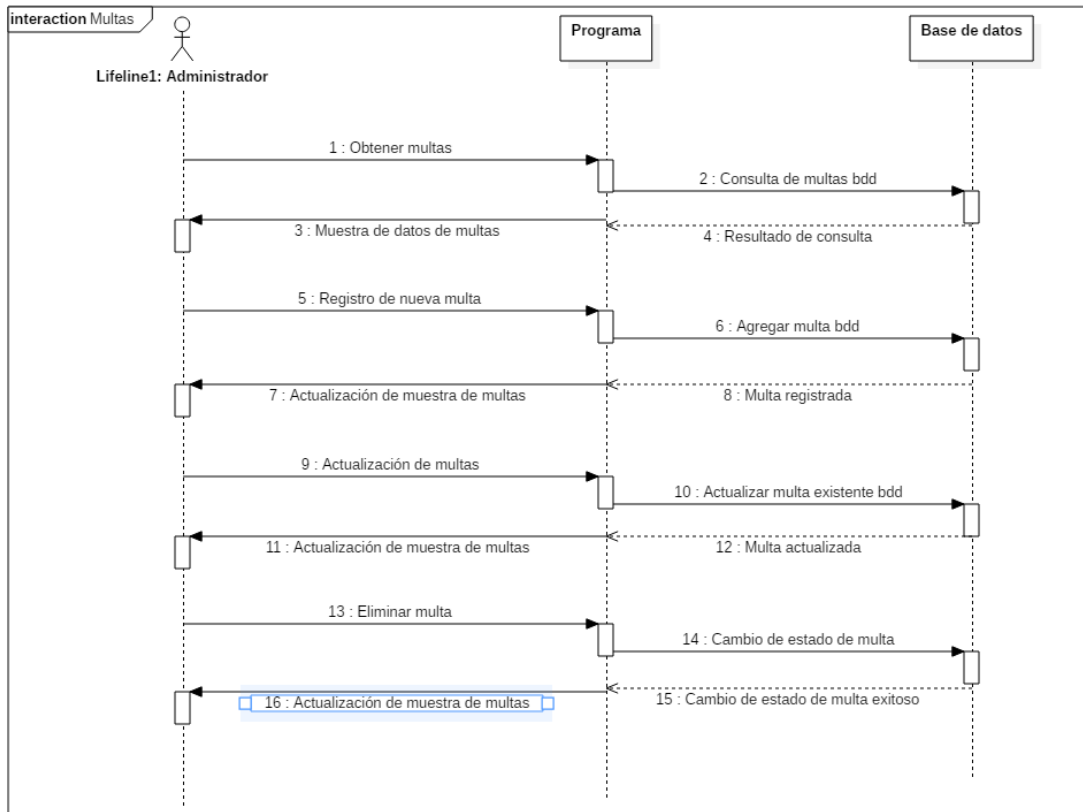 interaction Multas
Lifeline1: Administrador
Programa
Base de datos
1 : Obtener multas
2 : Consulta de multas bdd
3 : Muestra de datos de multas
4 : Resultado de consulta
5 : Registro de nueva multa
6 : Agregar multa bdd
7 : Actualización de muestra de multas
8 : Multa registrada
9 : Actualización de multas
10 : Actualizar multa existente bdd
11 : Actualización de muestra de multas
12 : Multa actualizada
13 : Eliminar multa
14 : Cambio de estado de multa
16 : Actualización de muestra de multas
15 : Cambio de estado de multa exitoso